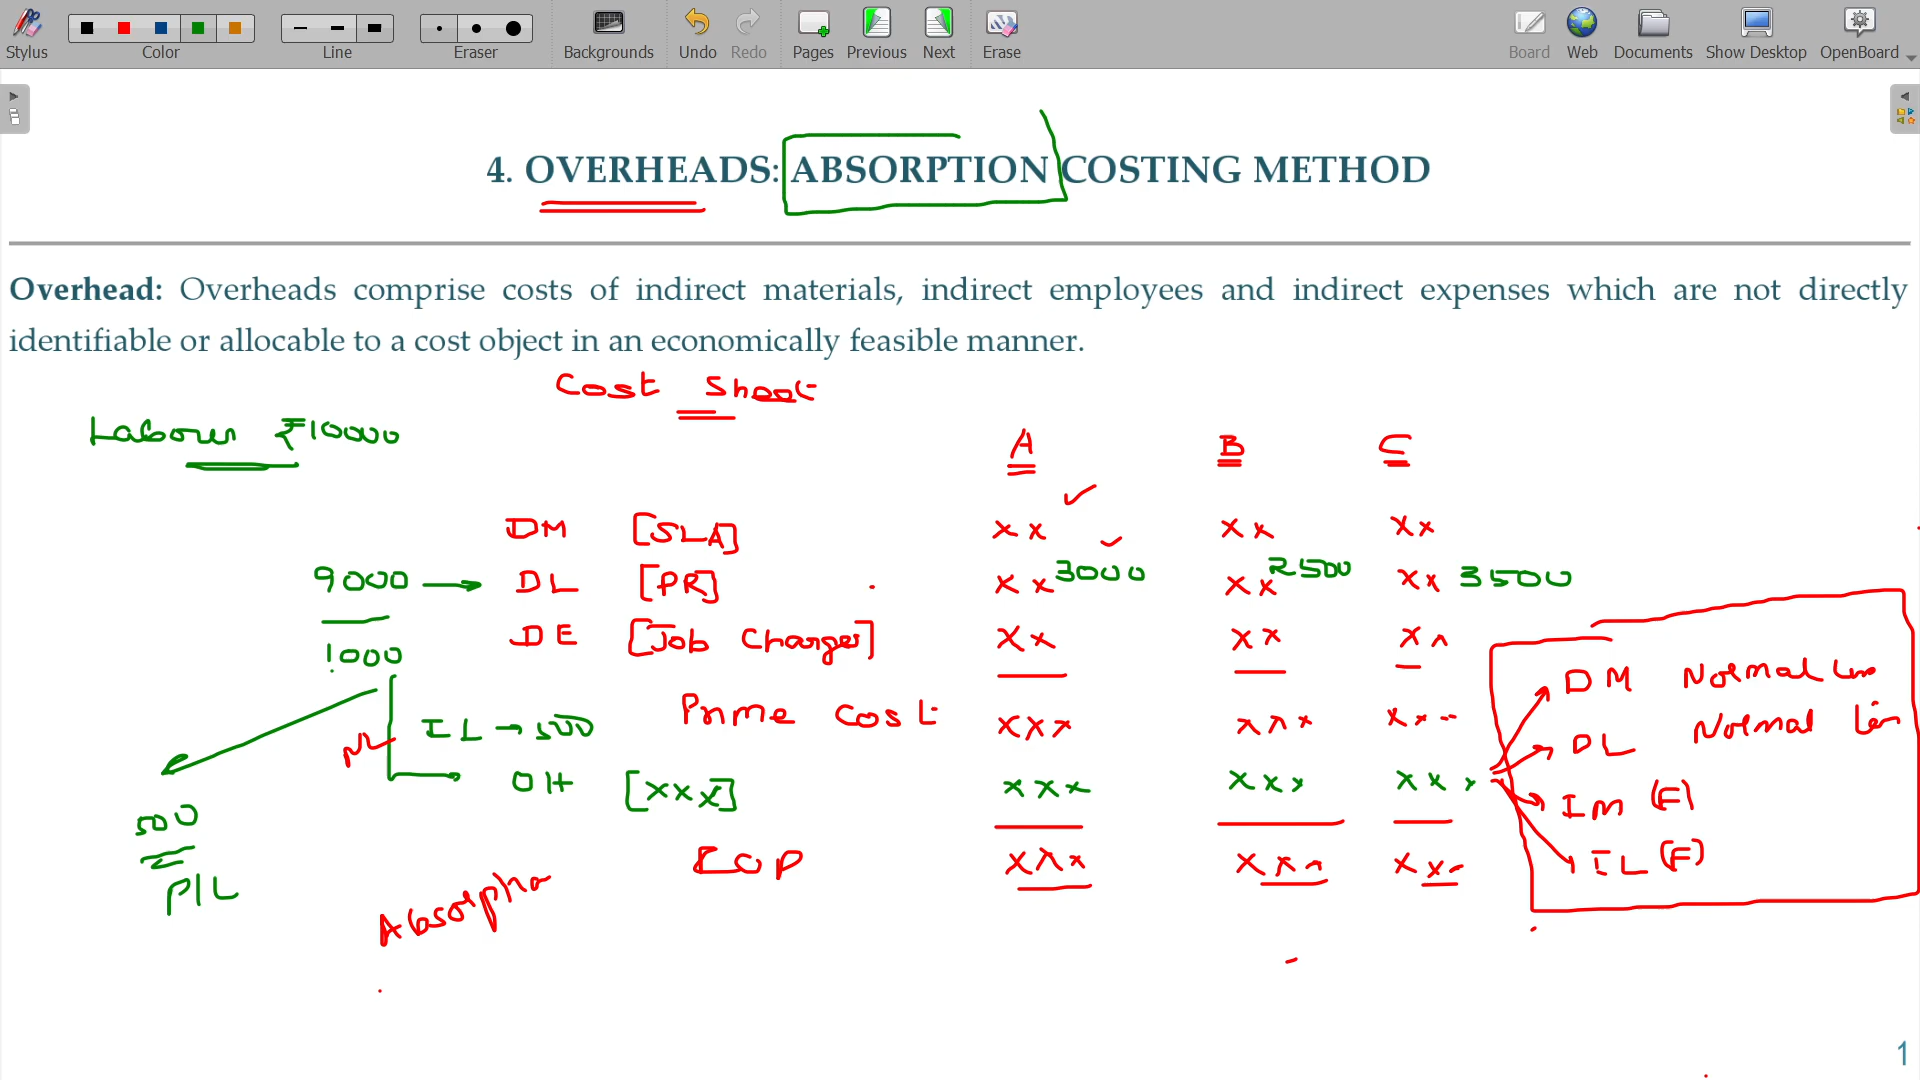 Stylus Color Line Eraser Backgrounds Undo Redo Pages Previous Next Erase Board Web Documents Show Desktop OpenBoard
4. OVERHEADS: ABSORPTION COSTING METHOD
Overhead: Overheads comprise costs of indirect materials, indirect employees and indirect expenses which are not directly
identifiable or allocable to a cost object in an economically feasible manner.
Cost Sheet
Labour ₹10000
A B C
DM [SLA] xx xx xx
9000 → DL [PR] xx 3000 xx 2500 xx 3500
1000 DE [Job Charges] xx xx xx
DM Normal
Prime Cost xxx xxx xx
IL → 500
DL Normal
OH [xxx] xxx xxx xxx
IM (F)
500
COP xxx xxx xx
IL (F)
P/L
1